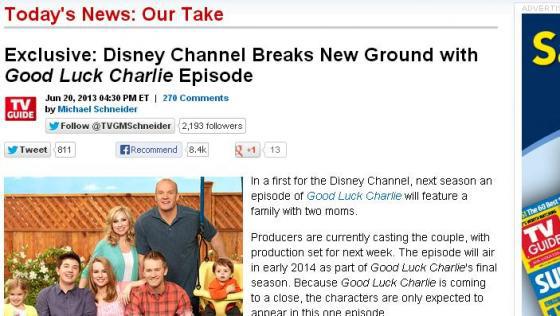 Today's News: Our Take
ADVERTIS
Exclusive: Disney Channel Breaks New Ground with
Good Luck Charlie Episode
TV
GUIDE
Jun 20, 2013 04:30 PM ET | 270 Comments
by Michael Schneider
Follow @TVGMSchneider 2,193 followers
Tweet 811 Recommend 8.4k +1 13
In a first for the Disney Channel, next season an
episode of Good Luck Charlie will feature a
family with two moms.
Producers are currently casting the couple, with
production set for next week. The episode will air
in early 2014 as part of Good Luck Charlie's final
season. Because Good Luck Charlie is coming
to a close, the characters are only expected to
appear in this one episode.
S
The 60 Best
TV
GUIDE
SU